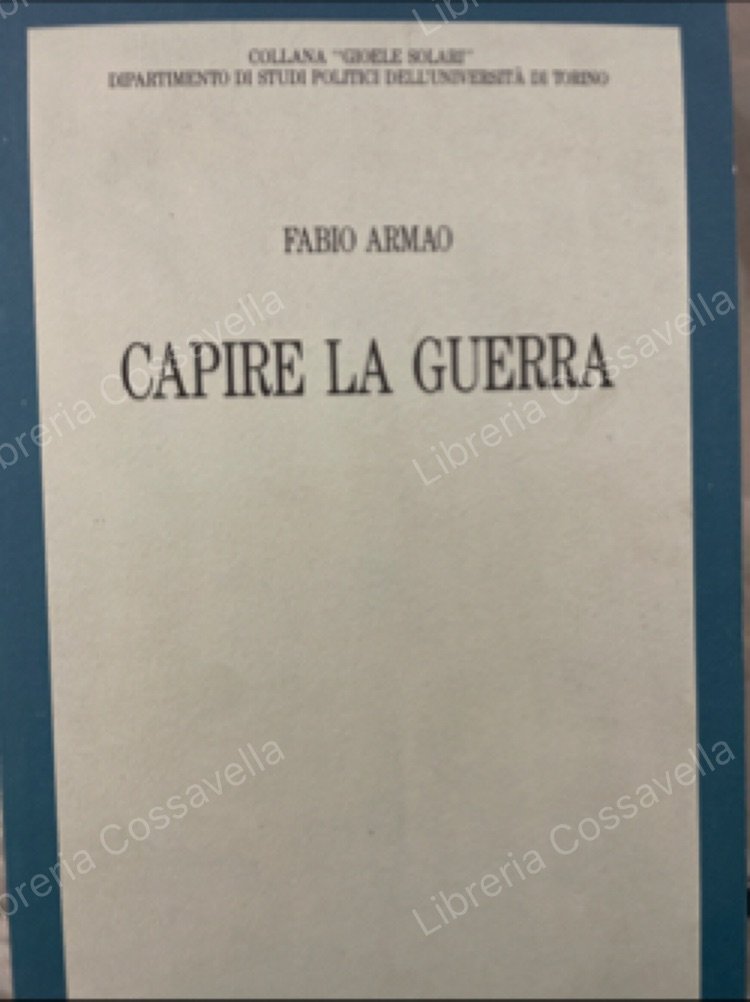 COLLANA "GIOELE SOLARI"
DIPARTIMENTO DI STUDI POLITICI DELL'UNIVERSITÀ DI TORINO
FABIO ARMAO
CAPIRE LA GUERRA
Libreria Cossavella
Libreria Cossavella
Libreria Cossavella
Libreria Cossavella